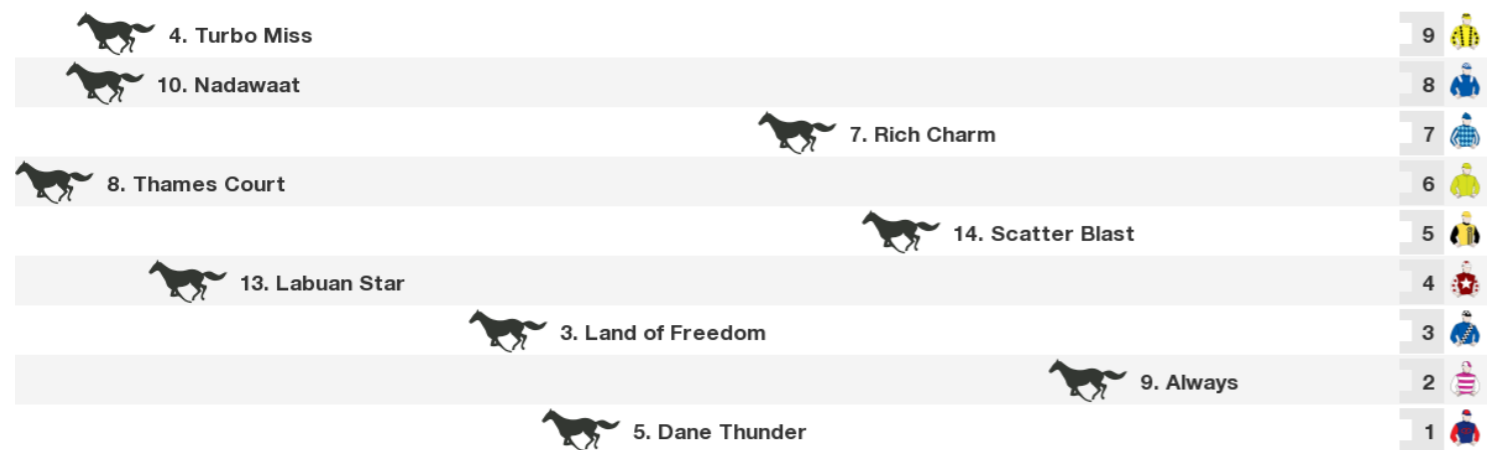 4. Turbo Miss 9
10. Nadawaat 8
7. Rich Charm 7
8. Thames Court 6
14. Scatter Blast 5
13. Labuan Star 4
3. Land of Freedom 3
9. Always 2
5. Dane Thunder 1